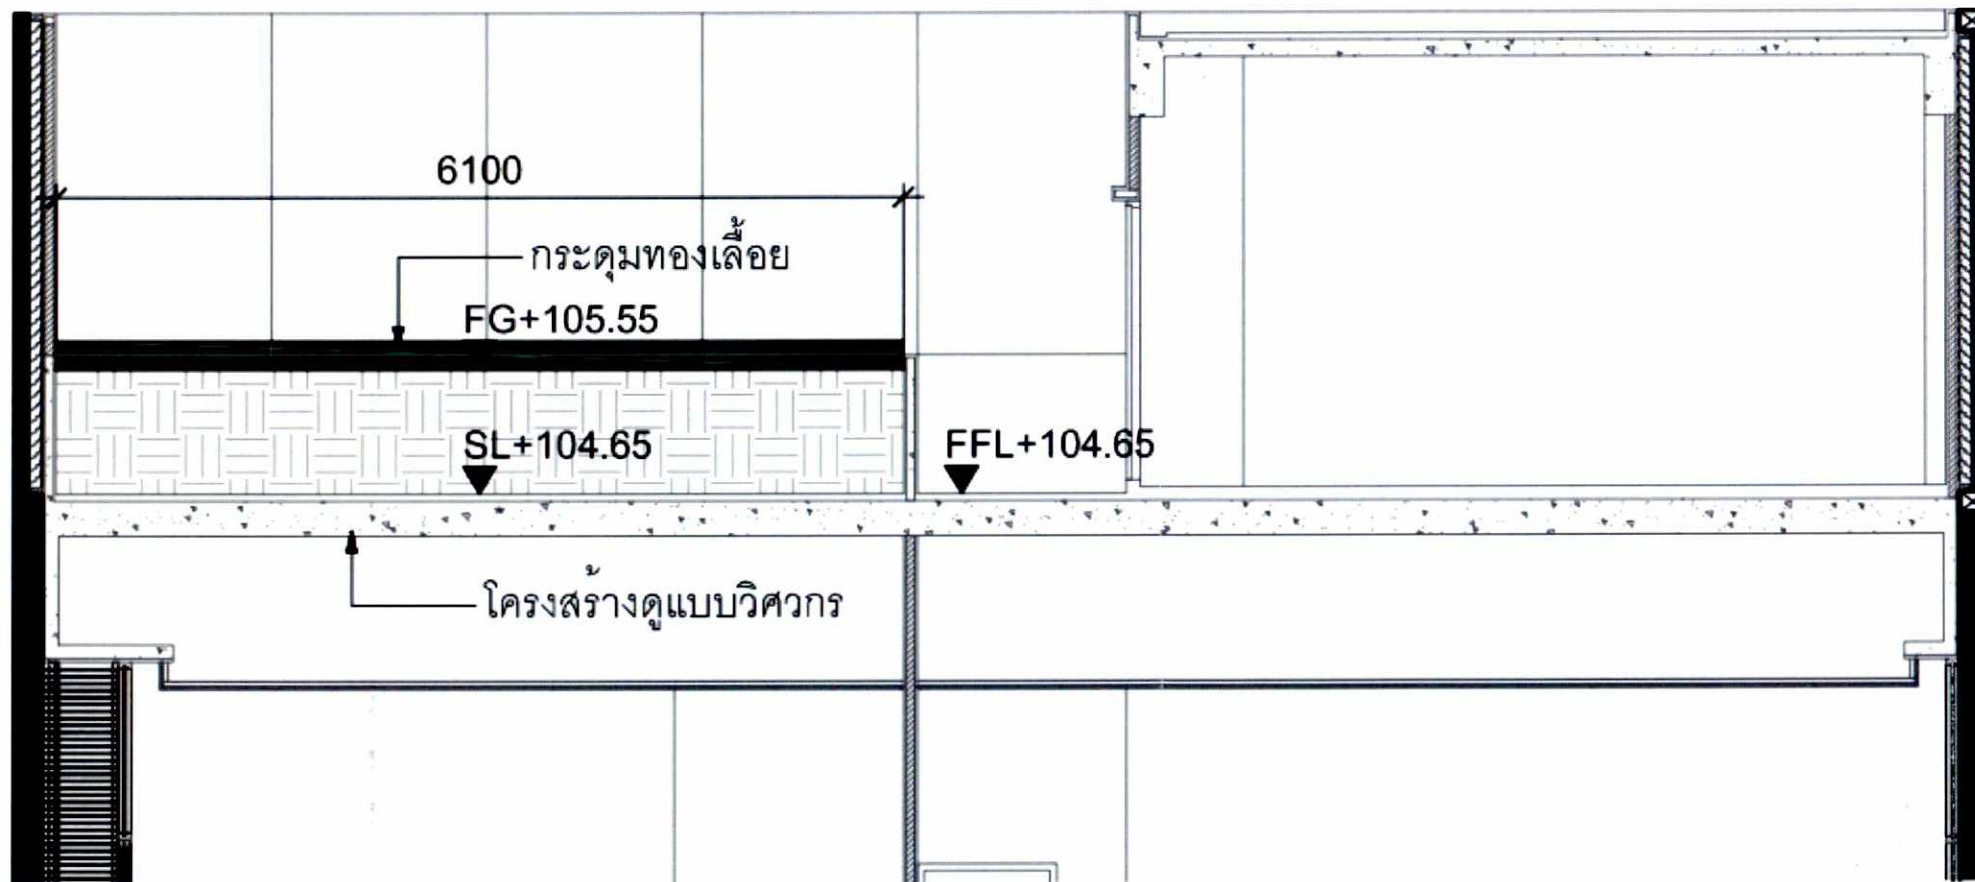 6100
กระดุมทองเลื้อย
FG+105.55
SL+104.65
FFL+104.65
โครงสร้างดูแบบวิศวกร